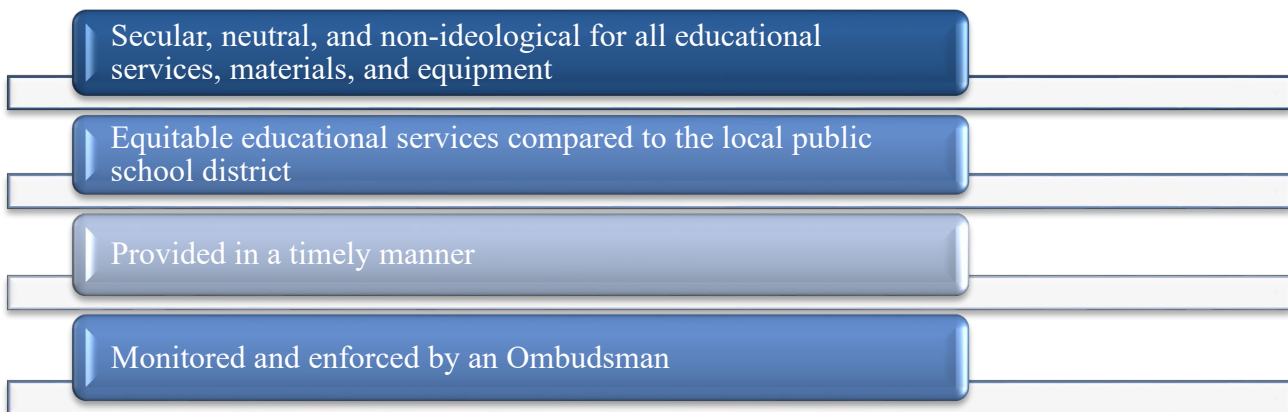 Secular, neutral, and non-ideological for all educational
services, materials, and equipment
Equitable educational services compared to the local public
school district
Provided in a timely manner
Monitored and enforced by an Ombudsman